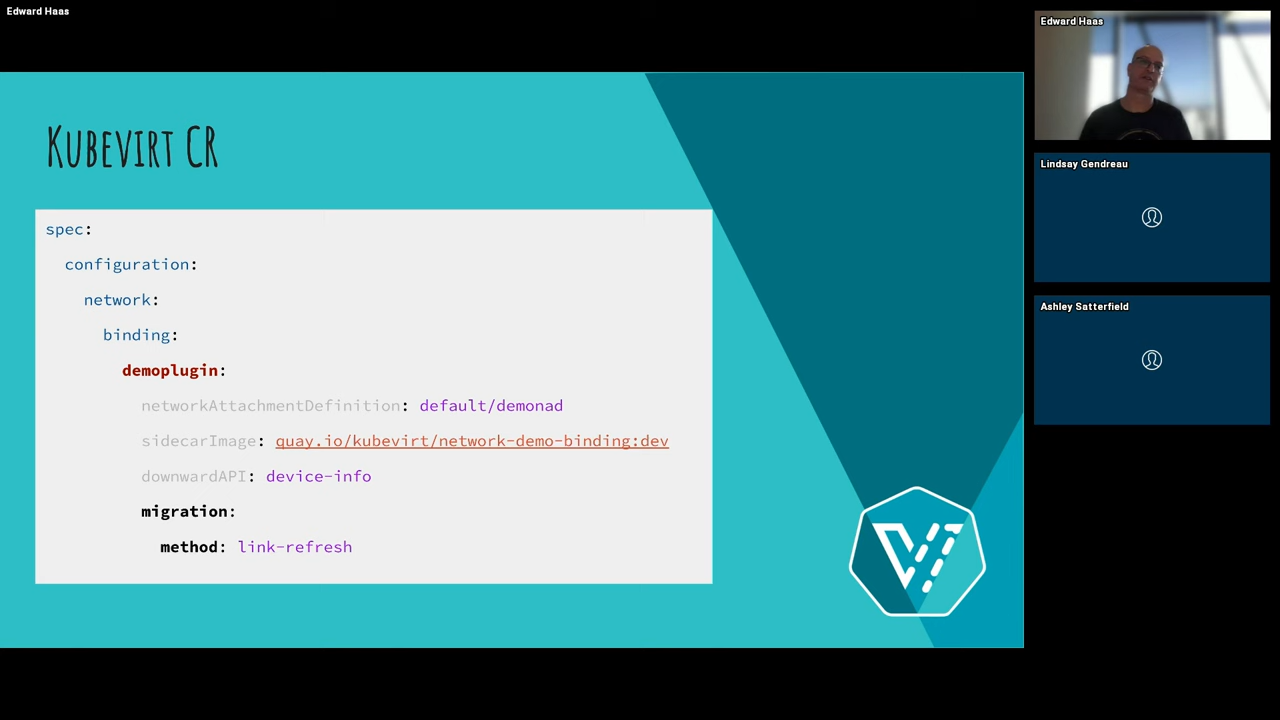 Edward Haas
KUBEVIRT CR
spec:
configuration:
network:
binding:
demoplugin:
networkAttachmentDefinition: default/demonad
sidecarImage: quay.io/kubevirt/network-demo-binding:dev
downwardAPI: device-info
migration:
method: link-refresh
Edward Haas
Lindsay Gendreau
Ashley Satterfield